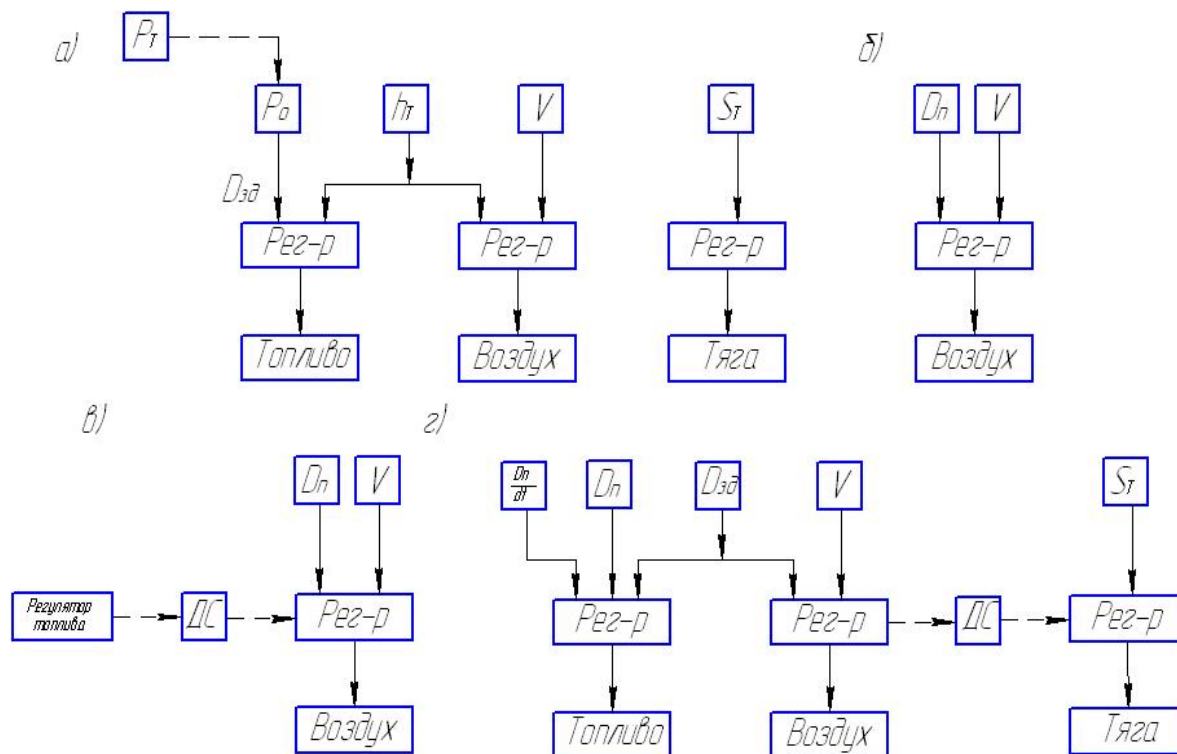 а)
б)
Pт
Pо
hт
V
Sт
Dп
V
Dзд
Рег-р
Рег-р
Рег-р
Рег-р
Топливо
Воздух
Тяга
Воздух
в)
г)
Dп
V
Dп
dt
Dп
Dзд
V
Sт
Регулятор
топлива
ДС
Рег-р
Рег-р
Рег-р
ДС
Рег-р
Воздух
Топливо
Воздух
Тяга